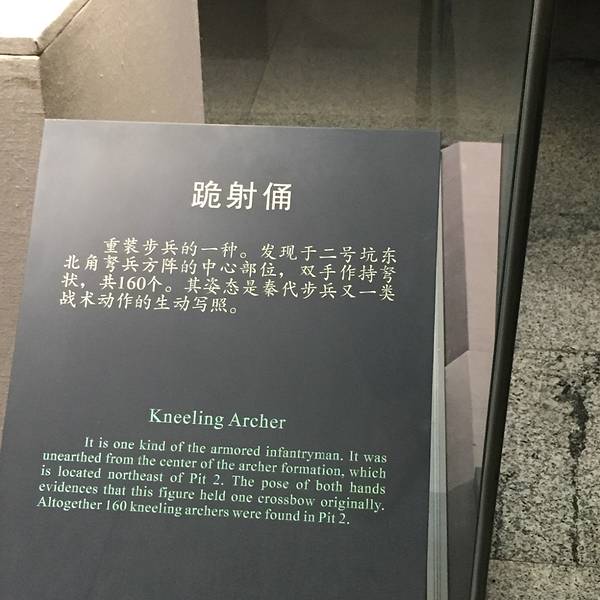 跪射俑
重装步兵的一种。发现于二号坑东
北角弩兵方阵的中心部位，双手作持弩
状，共160个。其姿态是秦代步兵又一类
战术动作的生动写照。
Kneeling Archer
It is one kind of the armored infantryman. It was
unearthed from the center of the archer formation, which
is located northeast of Pit 2. The pose of both hands
evidences that this figure held one crossbow originally.
Altogether 160 kneeling archers were found in Pit 2.